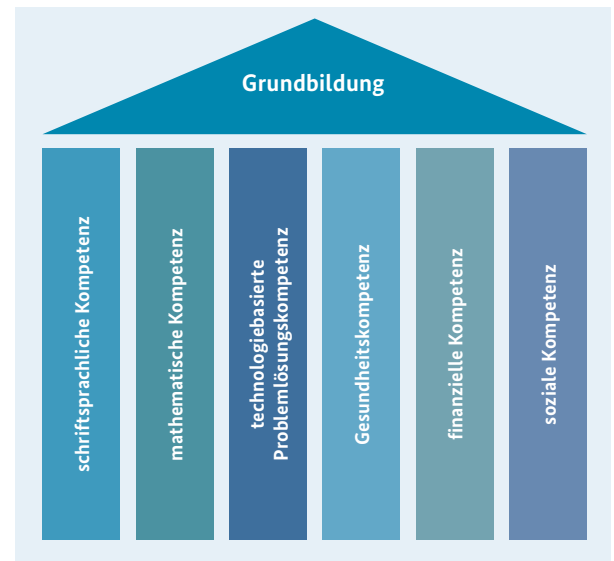 Grundbildung
schriftsprachliche Kompetenz
mathematische Kompetenz
technologiebasierte
Problemlösungskompetenz
Gesundheitskompetenz
finanzielle Kompetenz
soziale Kompetenz